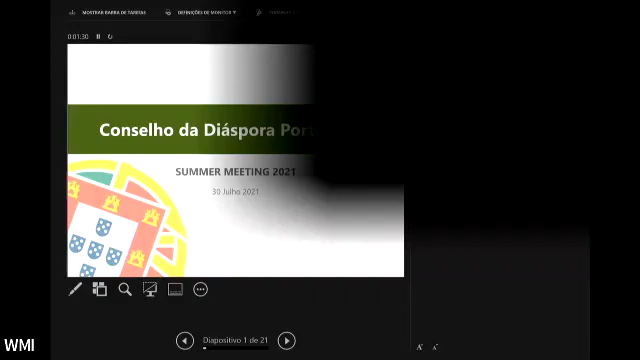 MOSTRAR BARRA DE TAREFAS DEFINIÇÕES DE MONITOR ▾
0:01:30
Conselho da Diáspora Port
SUMMER MEETING 2021
30 Julho 2021
Diapositivo 1 de 21
A A
WMI